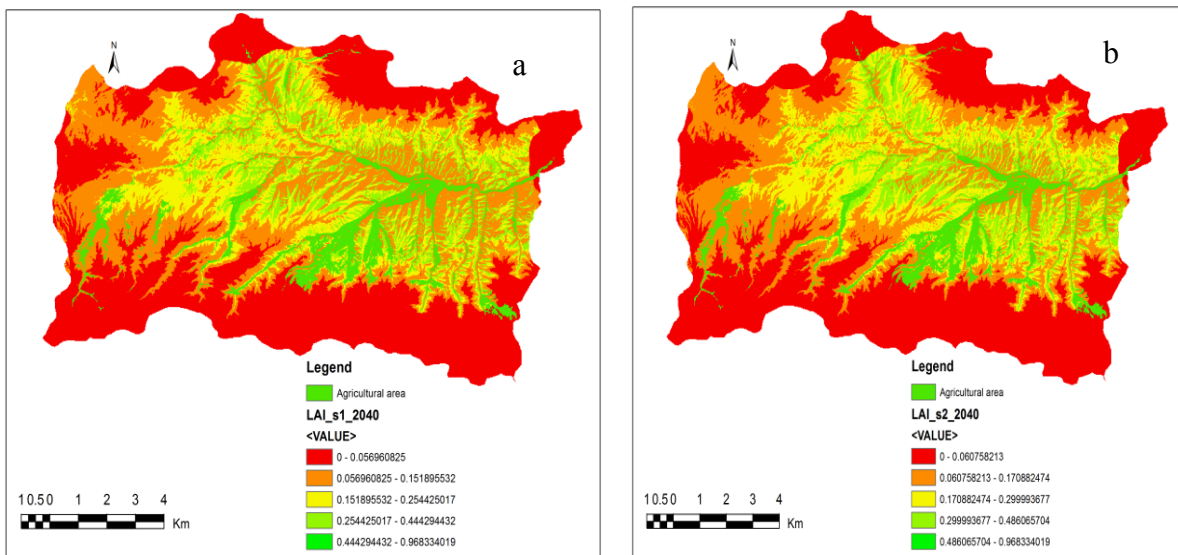 N
a
Legend
Agricultural area
LAI_s1_2040
<VALUE>
0 - 0.056960825
0.056960825 - 0.151895532
0.151895532 - 0.254425017
0.254425017 - 0.444294432
0.444294432 - 0.968334019
1 0.5 0 1 2 3 4
Km
N
b
Legend
Agricultural area
LAI_s2_2040
<VALUE>
0 - 0.060758213
0.060758213 - 0.170882474
0.170882474 - 0.299993677
0.299993677 - 0.486065704
0.486065704 - 0.968334019
1 0.5 0 1 2 3 4
Km